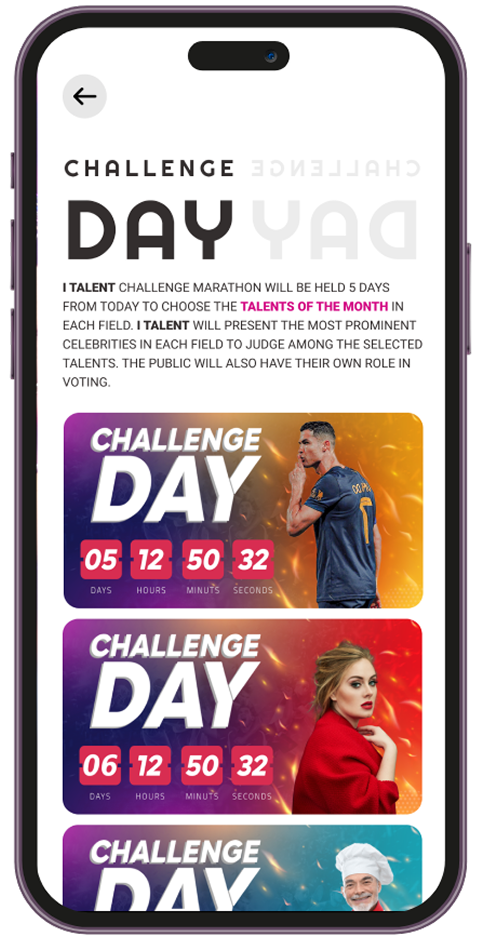 CHALLENGE CHALLENGE
DAY DAY
I TALENT CHALLENGE MARATHON WILL BE HELD 5 DAYS
FROM TODAY TO CHOOSE THE TALENTS OF THE MONTH IN
EACH FIELD. I TALENT WILL PRESENT THE MOST PROMINENT
CELEBRITIES IN EACH FIELD TO JUDGE AMONG THE SELECTED
TALENTS. THE PUBLIC WILL ALSO HAVE THEIR OWN ROLE IN
VOTING.
CHALLENGE
DAY
05 12 50 32
DAYS HOURS MINUTS SECONDS
7
CHALLENGE
DAY
06 12 50 32
DAYS HOURS MINUTS SECONDS
CHALLENGE
DAY